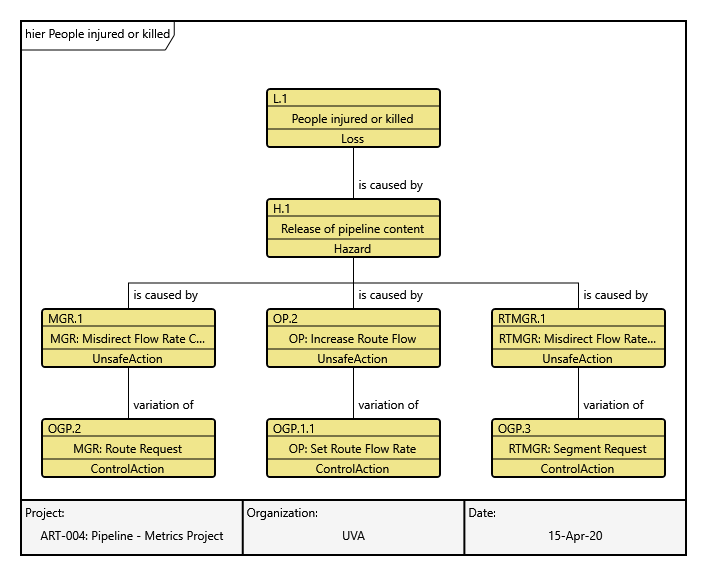 hier People injured or killed
L.1
People injured or killed
Loss
is caused by
H.1
Release of pipeline content
Hazard
is caused by
is caused by
is caused by
MGR.1
MGR: Misdirect Flow Rate C...
UnsafeAction
OP.2
OP: Increase Route Flow
UnsafeAction
RTMGR.1
RTMGR: Misdirect Flow Rate...
UnsafeAction
variation of
variation of
variation of
OGP.2
MGR: Route Request
ControlAction
OGP.1.1
OP: Set Route Flow Rate
ControlAction
OGP.3
RTMGR: Segment Request
ControlAction
Project:
ART-004: Pipeline - Metrics Project
Organization:
UVA
Date:
15-Apr-20